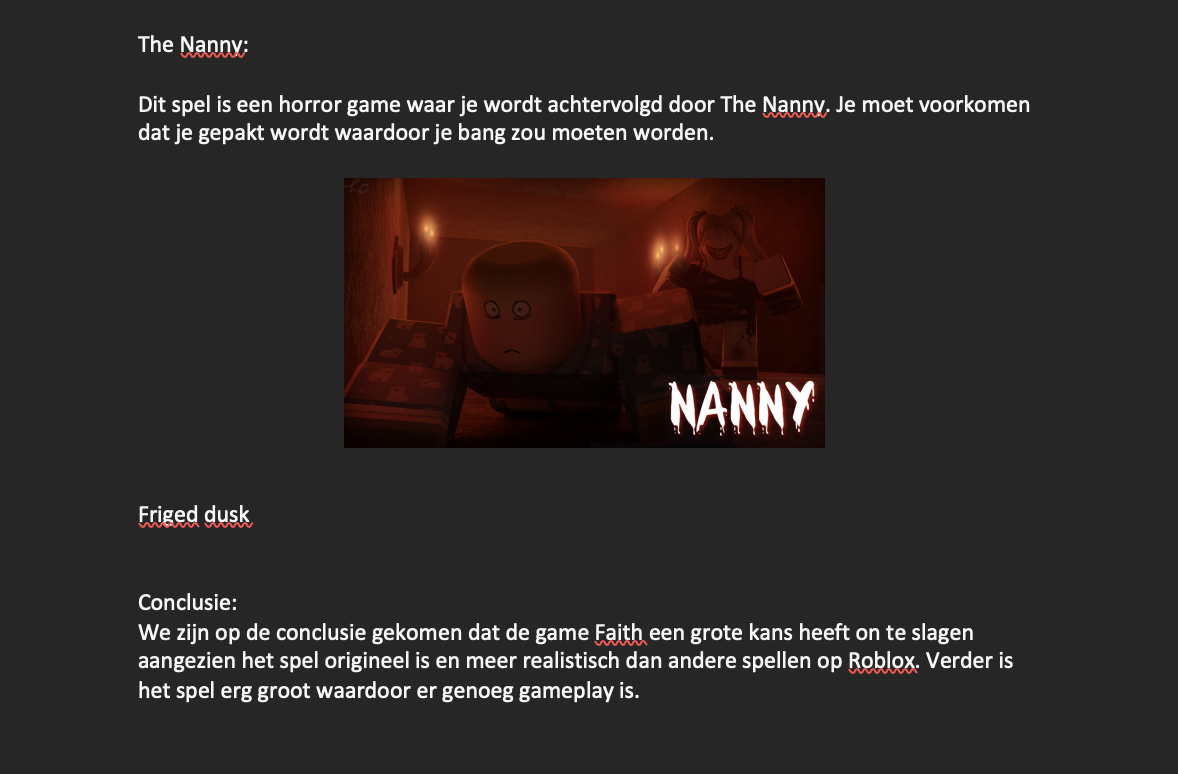 The Nanny:
Dit spel is een horror game waar je wordt achtervolgd door The Nanny. Je moet voorkomen
dat je gepakt wordt waardoor je bang zou moeten worden.
NANNY
Friged dusk
Conclusie:
We zijn op de conclusie gekomen dat de game Faith een grote kans heeft on te slagen
aangezien het spel origineel is en meer realistisch dan andere spellen op Roblox. Verder is
het spel erg groot waardoor er genoeg gameplay is.